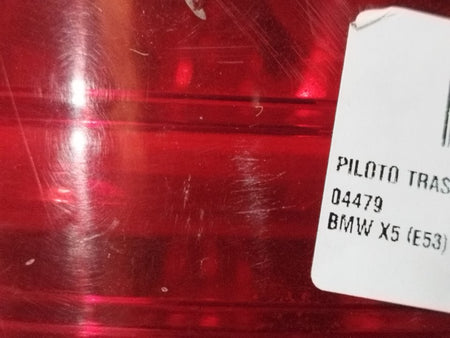 PILOTO TRAS
04479
BMW X5 (E53)